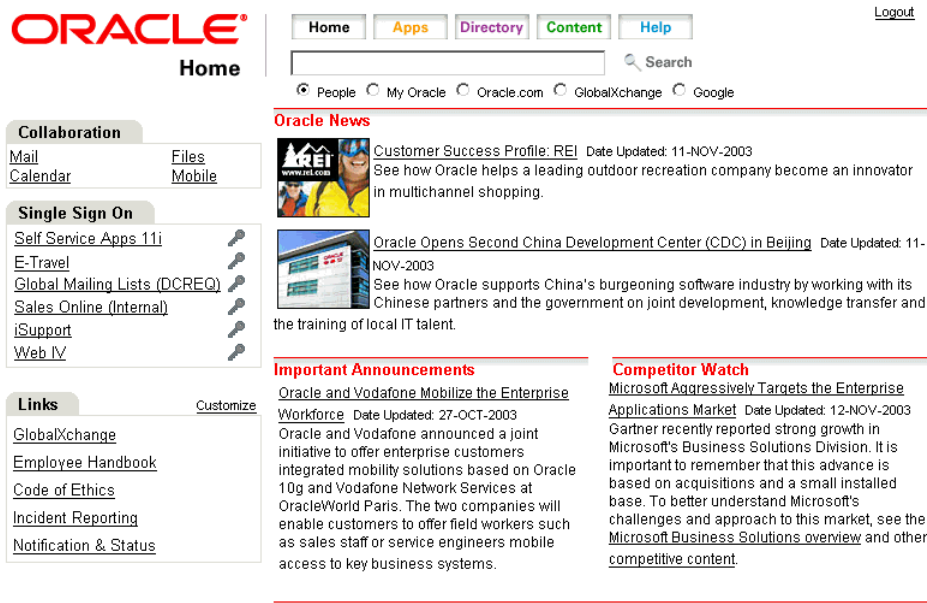 Logout
ORACLE
Home
Home Apps Directory Content Help
Search
People My Oracle Oracle.com GlobalXchange Google
Collaboration
Mail Files
Calendar Mobile
Single Sign On
Self Service Apps 11i
E-Travel
Global Mailing Lists (DCREQ)
Sales Online (Internal)
iSupport
Web IV
Links Customize
GlobalXchange
Employee Handbook
Code of Ethics
Incident Reporting
Notification & Status
Oracle News
REI
www.rei.com
Customer Success Profile: REI Date Updated: 11-NOV-2003
See how Oracle helps a leading outdoor recreation company become an innovator
in multichannel shopping.
ORACLE
Oracle Opens Second China Development Center (CDC) in Beijing Date Updated: 11-
NOV-2003
See how Oracle supports China's burgeoning software industry by working with its
Chinese partners and the government on joint development, knowledge transfer and
the training of local IT talent.
Important Announcements
Oracle and Vodafone Mobilize the Enterprise
Workforce Date Updated: 27-OCT-2003
Oracle and Vodafone announced a joint
initiative to offer enterprise customers
integrated mobility solutions based on Oracle
10g and Vodafone Network Services at
OracleWorld Paris. The two companies will
enable customers to offer field workers such
as sales staff or service engineers mobile
access to key business systems.
Competitor Watch
Microsoft Aggressively Targets the Enterprise
Applications Market Date Updated: 12-NOV-2003
Gartner recently reported strong growth in
Microsoft's Business Solutions Division. It is
important to remember that this advance is
based on acquisitions and a small installed
base. To better understand Microsoft's
challenges and approach to this market, see the
Microsoft Business Solutions overview and other
competitive content.